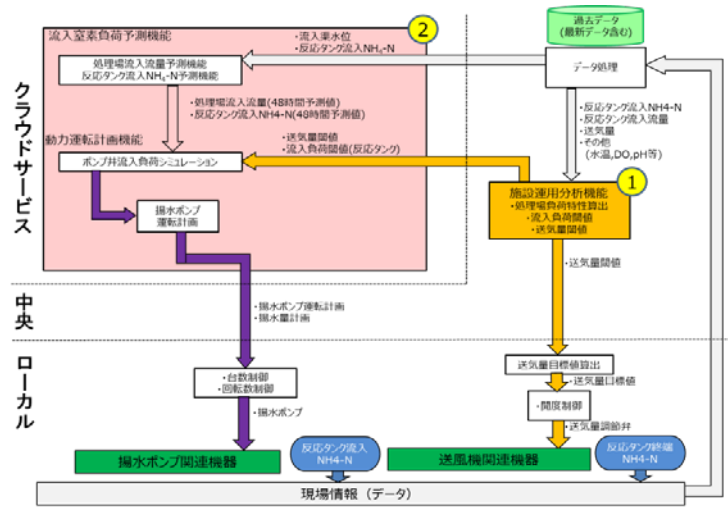 流入窒素負荷予測機能
②
・流入渠水位
・反応タンク流入NH₄-N
過去データ
(最新データ含む)
処理場流入流量予測機能
反応タンク流入NH₄-N予測機能
データ処理
・処理場流入流量(48時間予測値)
・反応タンク流入NH4-N(48時間予測値)
・反応タンク流入NH4-N
・反応タンク流入流量
・送気量
・その他
(水温,DO,pH等)
クラウドサービス
動力運転計画機能
・送気量閾値
・流入負荷閾値(反応タンク)
ポンプ井流入負荷シミュレーション
①
施設運用分析機能
・処理場負荷特性算出
・流入負荷閾値
・送気量閾値
揚水ポンプ
運転計画
・送気量閾値
中央
・揚水ポンプ運転計画
・揚水量計画
ローカル
送気量目標値算出
・台数制御
・回転数制御
・送気量目標値
・開度制御
・揚水ポンプ
・送気量調節弁
揚水ポンプ関連機器
反応タンク流入
NH4-N
送風機関連機器
反応タンク終端
NH4-N
現場情報(データ)